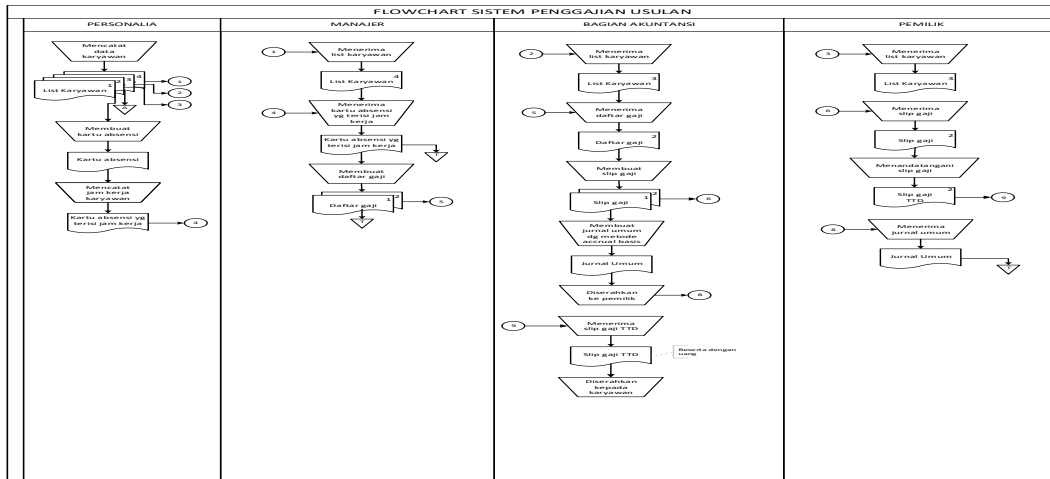 FLOWCHART SISTEM PENGGAJIAN USULAN
PERSONALIA
MANAJER
BAGIAN AKUNTANSI
PEMILIK
Mencatat
data
karyawan
List Karyawan
1
2
3
4
1
2
3
Membuat
kartu absensi
Kartu absensi
Mencatat
jam kerja
karyawan
Kartu absensi yg
terisi jam kerja
4
1
Menerima
list karyawan
4
List Karyawan
4
Menerima
kartu absensi
yg terisi jam
kerja
Kartu absensi yg
terisi jam kerja
Membuat
daftar gaji
1
2
Daftar gaji
5
2
Menerima
list karyawan
3
List Karyawan
5
Menerima
daftar gaji
2
Daftar gaji
Membuat
slip gaji
1
2
Slip gaji
6
Membuat
jurnal umum
dg metode
accrual basis
Jurnal Umum
Diserahkan
ke pemilik
8
9
Menerima
slip gaji TTD
Slip gaji TTD
Beserta dengan
uang
Diserahkan
kepada
karyawan
3
Menerima
list karyawan
3
List Karyawan
6
Menerima
slip gaji
2
Slip gaji
Menandatangani
slip gaji
2
Slip gaji
TTD
9
8
Menerima
jurnal umum
Jurnal Umum